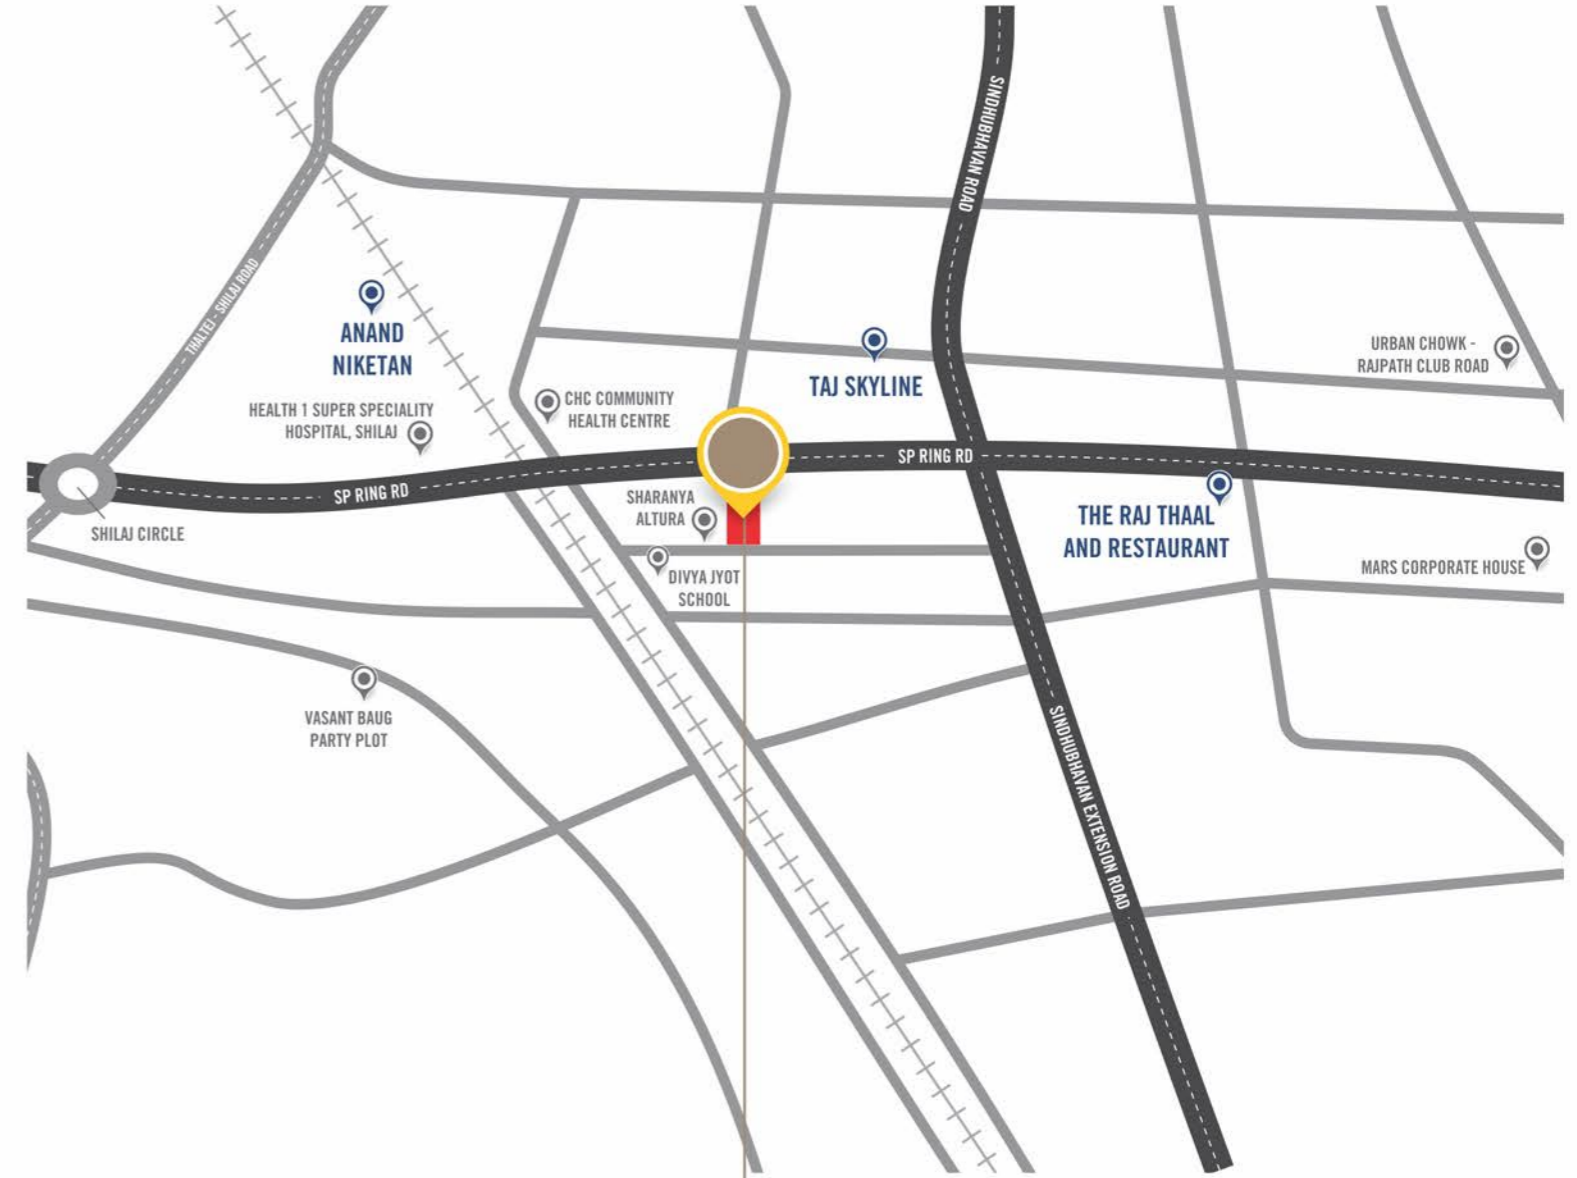 SINDHUBHAVAN ROAD
THALTEJ - SHILAJ ROAD
ANAND
NIKETAN
TAJ SKYLINE
URBAN CHOWK -
RAJPATH CLUB ROAD
HEALTH 1 SUPER SPECIALITY
HOSPITAL, SHILAJ
CHC COMMUNITY
HEALTH CENTRE
SP RING RD
SP RING RD
SHARANYA
ALTURA
SHILAJ CIRCLE
THE RAJ THAAL
AND RESTAURANT
MARS CORPORATE HOUSE
DIVYA JYOT
SCHOOL
VASANT BAUG
PARTY PLOT
SINDHUBHAVAN EXTENSION ROAD